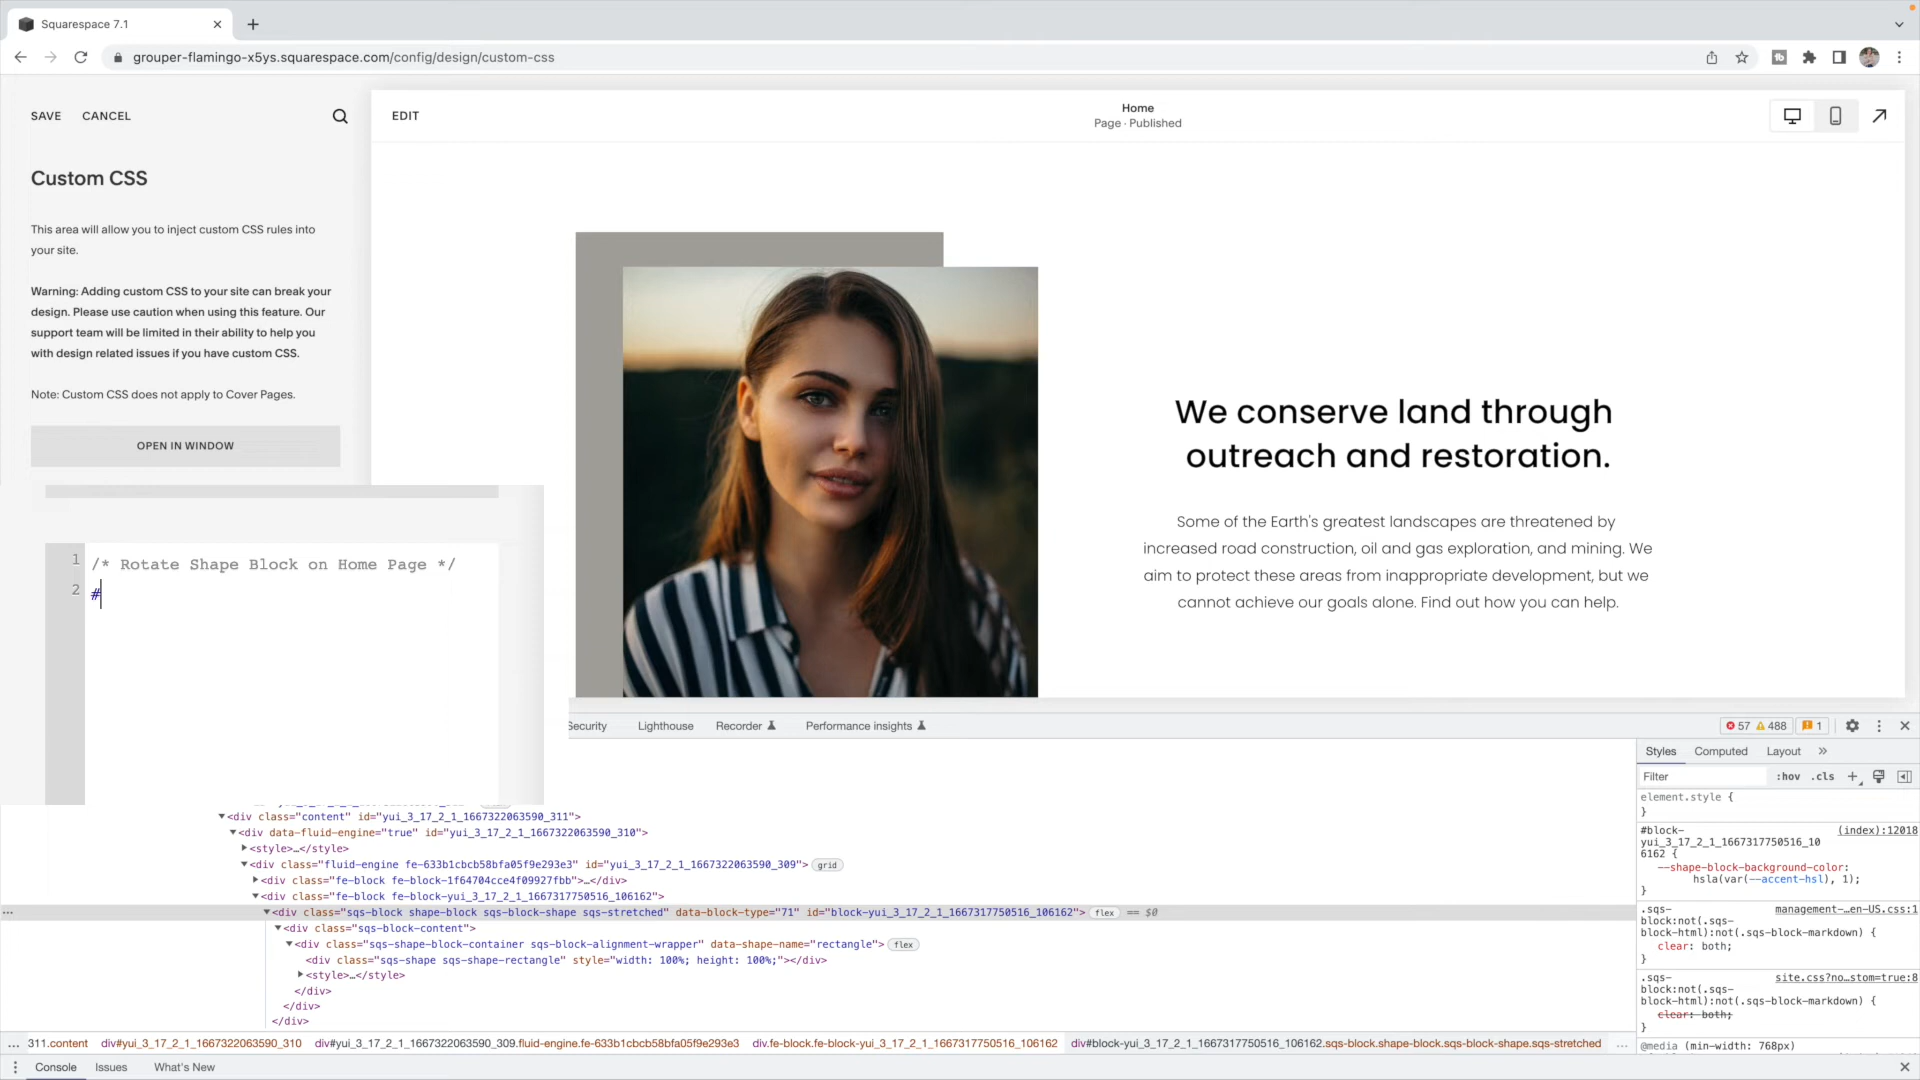 Squarespace 7.1
grouper-flamingo-x5ys.squarespace.com/config/design/custom-css
SAVE CANCEL
EDIT
Home
Page · Published
Custom CSS
This area will allow you to inject custom CSS rules into
your site.
Warning: Adding custom CSS to your site can break your
design. Please use caution when using this feature. Our
support team will be limited in their ability to help you
with design related issues if you have custom CSS.
Note: Custom CSS does not apply to Cover Pages.
OPEN IN WINDOW
We conserve land through
outreach and restoration.
Some of the Earth's greatest landscapes are threatened by
increased road construction, oil and gas exploration, and mining. We
aim to protect these areas from inappropriate development, but we
cannot achieve our goals alone. Find out how you can help.
1 /* Rotate Shape Block on Home Page */
2 #
Security Lighthouse Recorder Performance insights 57 488 1
<div class="content" id="yui_3_17_2_1_1667322063590_311">
<div data-fluid-engine="true" id="yui_3_17_2_1_1667322063590_310">
<style>…</style>
<div class="fluid-engine fe-633b1cbcb58bfa05f9e293e3" id="yui_3_17_2_1_1667322063590_309"> grid
<div class="fe-block fe-block-1f64704cce4f09927fbb">…</div>
<div class="fe-block fe-block-yui_3_17_2_1_1667317750516_106162">
<div class="sqs-block shape-block sqs-block-shape sqs-stretched" data-block-type="71" id="block-yui_3_17_2_1_1667317750516_106162"> flex == $0
<div class="sqs-block-content">
<div class="sqs-shape-block-container sqs-block-alignment-wrapper" data-shape-name="rectangle"> flex
<div class="sqs-shape sqs-shape-rectangle" style="width: 100%; height: 100%;"></div>
<style>…</style>
</div>
</div>
</div>
Styles Computed Layout »
Filter :hov .cls +
element.style {
}
#block- (index):12018
yui_3_17_2_1_1667317750516_10
6162 {
--shape-block-background-color:
hsla(var(--accent-hsl), 1);
}
.sqs- management-…en-US.css:1
block:not(.sqs-
block-html):not(.sqs-block-markdown) {
clear: both;
}
.sqs- site.css?no…stom=true:8
block:not(.sqs-
block-html):not(.sqs-block-markdown) {
clear: both;
}
@media (min-width: 768px)
... 311.content div#yui_3_17_2_1_1667322063590_310 div#yui_3_17_2_1_1667322063590_309.fluid-engine.fe-633b1cbcb58bfa05f9e293e3 div.fe-block.fe-block-yui_3_17_2_1_1667317750516_106162 div#block-yui_3_17_2_1_1667317750516_106162.sqs-block.shape-block.sqs-block-shape.sqs-stretched ...
Console Issues What's New